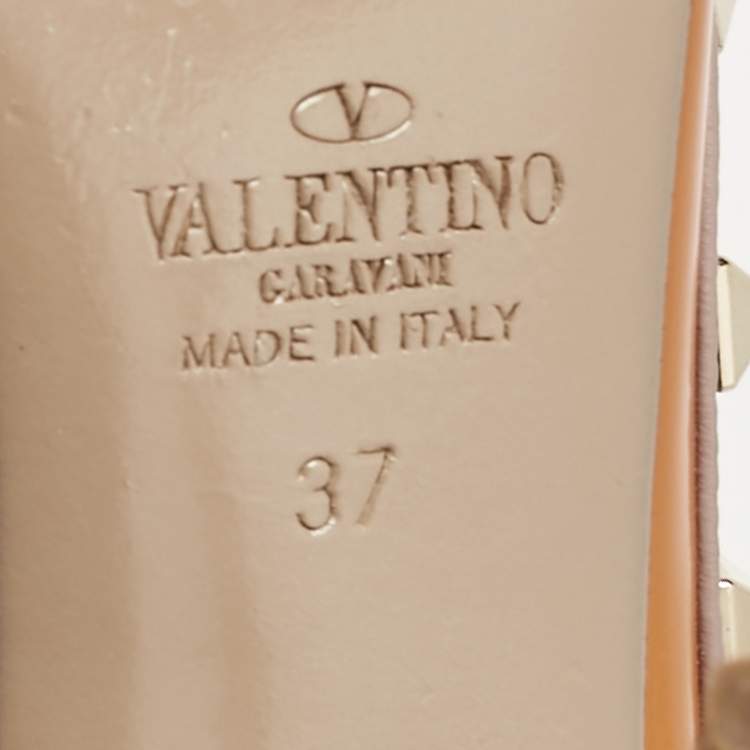 V
VALENTINO
GARAVANI
MADE IN ITALY
37